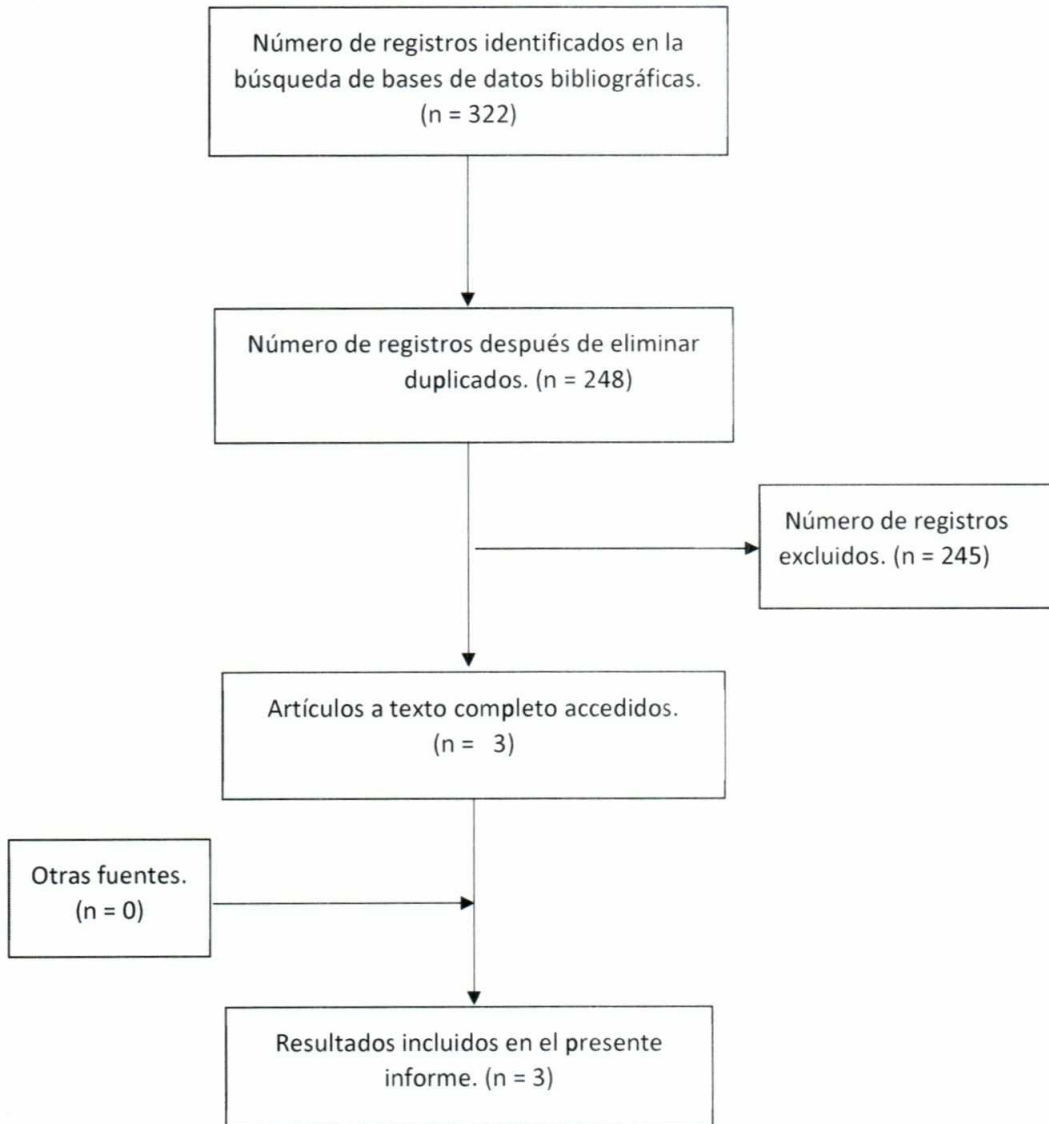 Número de registros identificados en la
búsqueda de bases de datos bibliográficas.
(n = 322)
Número de registros después de eliminar
duplicados. (n = 248)
Número de registros
excluidos. (n = 245)
Artículos a texto completo accedidos.
(n = 3)
Otras fuentes.
(n = 0)
Resultados incluidos en el presente
informe. (n = 3)